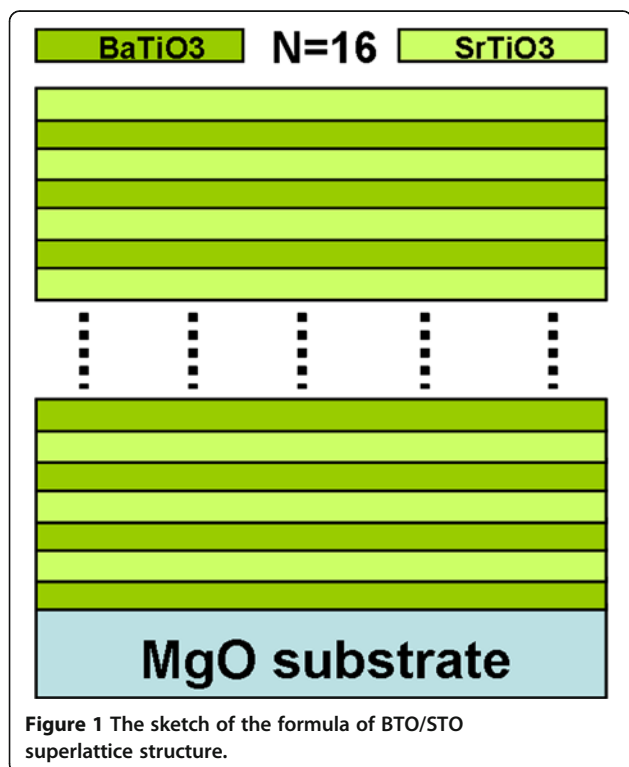 BaTiO3 N=16 SrTiO3
MgO substrate
Figure 1 The sketch of the formula of BTO/STO
superlattice structure.